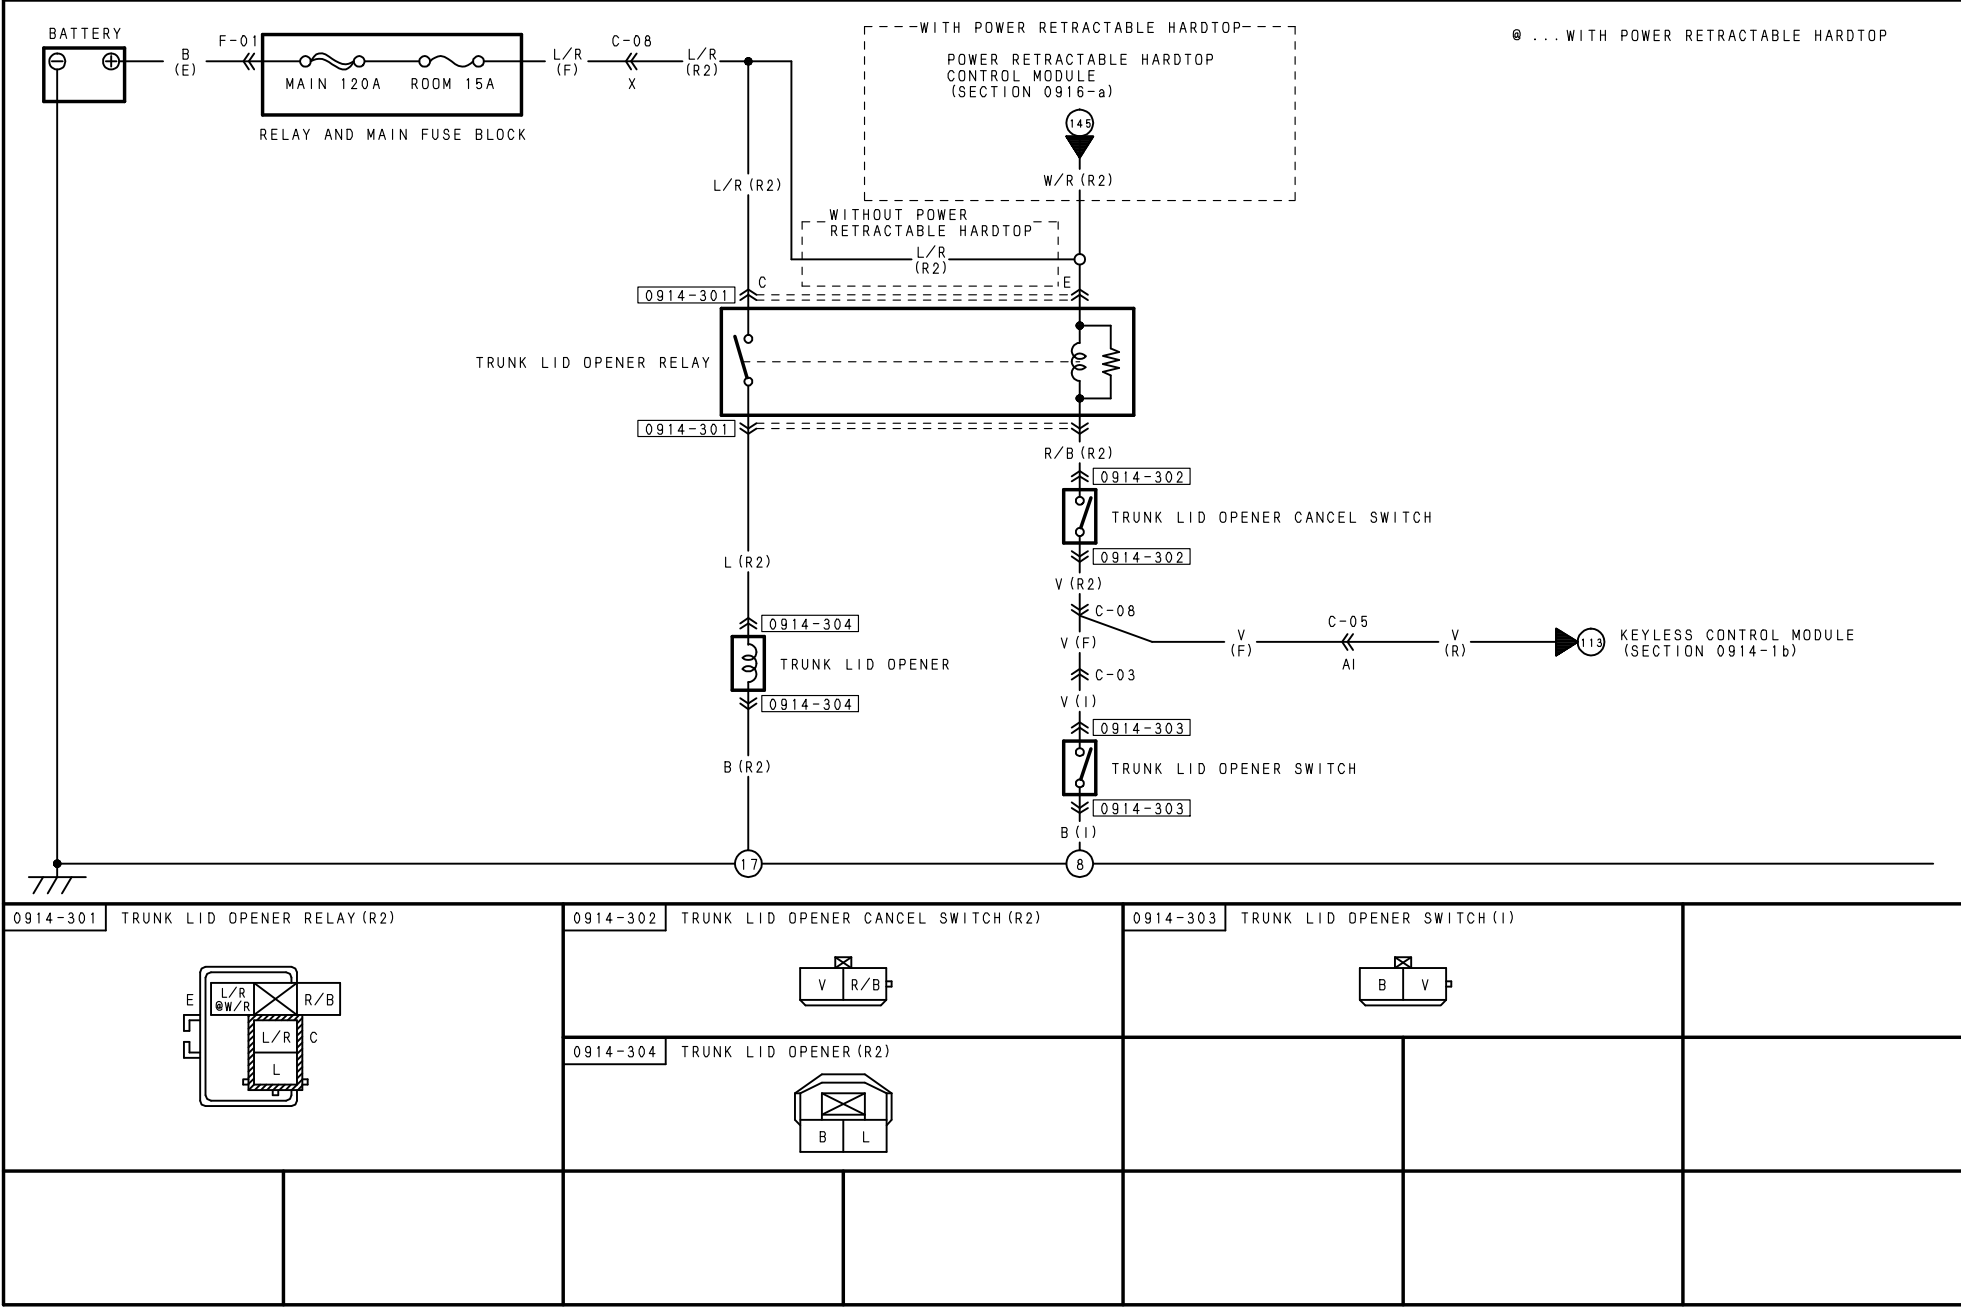 BATTERY
B
(E)
F-01
MAIN 120A
ROOM 15A
RELAY AND MAIN FUSE BLOCK
L/R
(F)
C-08
X
L/R
(R2)
WITH POWER RETRACTABLE HARDTOP
POWER RETRACTABLE HARDTOP
CONTROL MODULE
(SECTION 0916-a)
145
W/R (R2)
@ ... WITH POWER RETRACTABLE HARDTOP
L/R (R2)
WITHOUT POWER
RETRACTABLE HARDTOP
L/R
(R2)
C
E
0914-301
TRUNK LID OPENER RELAY
0914-301
R/B (R2)
0914-302
TRUNK LID OPENER CANCEL SWITCH
0914-302
L (R2)
V (R2)
C-08
V (F)
V
(F)
C-05
AI
V
(R)
113
KEYLESS CONTROL MODULE
(SECTION 0914-1b)
0914-304
TRUNK LID OPENER
0914-304
C-03
V (I)
0914-303
TRUNK LID OPENER SWITCH
0914-303
B (R2)
B (I)
17
8
0914-301 TRUNK LID OPENER RELAY (R2)
E
L/R
@W/R
R/B
L/R
C
L
0914-302 TRUNK LID OPENER CANCEL SWITCH (R2)
V R/B
0914-303 TRUNK LID OPENER SWITCH (I)
B V
0914-304 TRUNK LID OPENER (R2)
B L